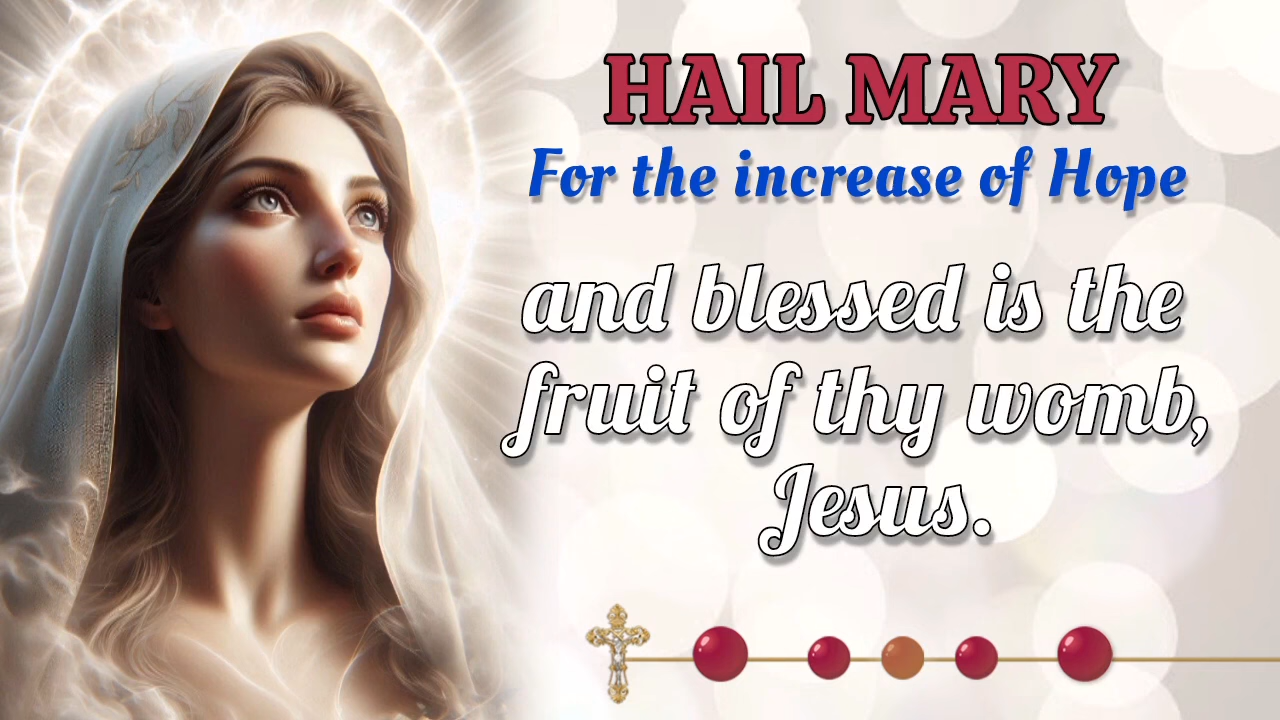 HAIL MARY
For the increase of Hope
and blessed is the
fruit of thy womb,
Jesus.